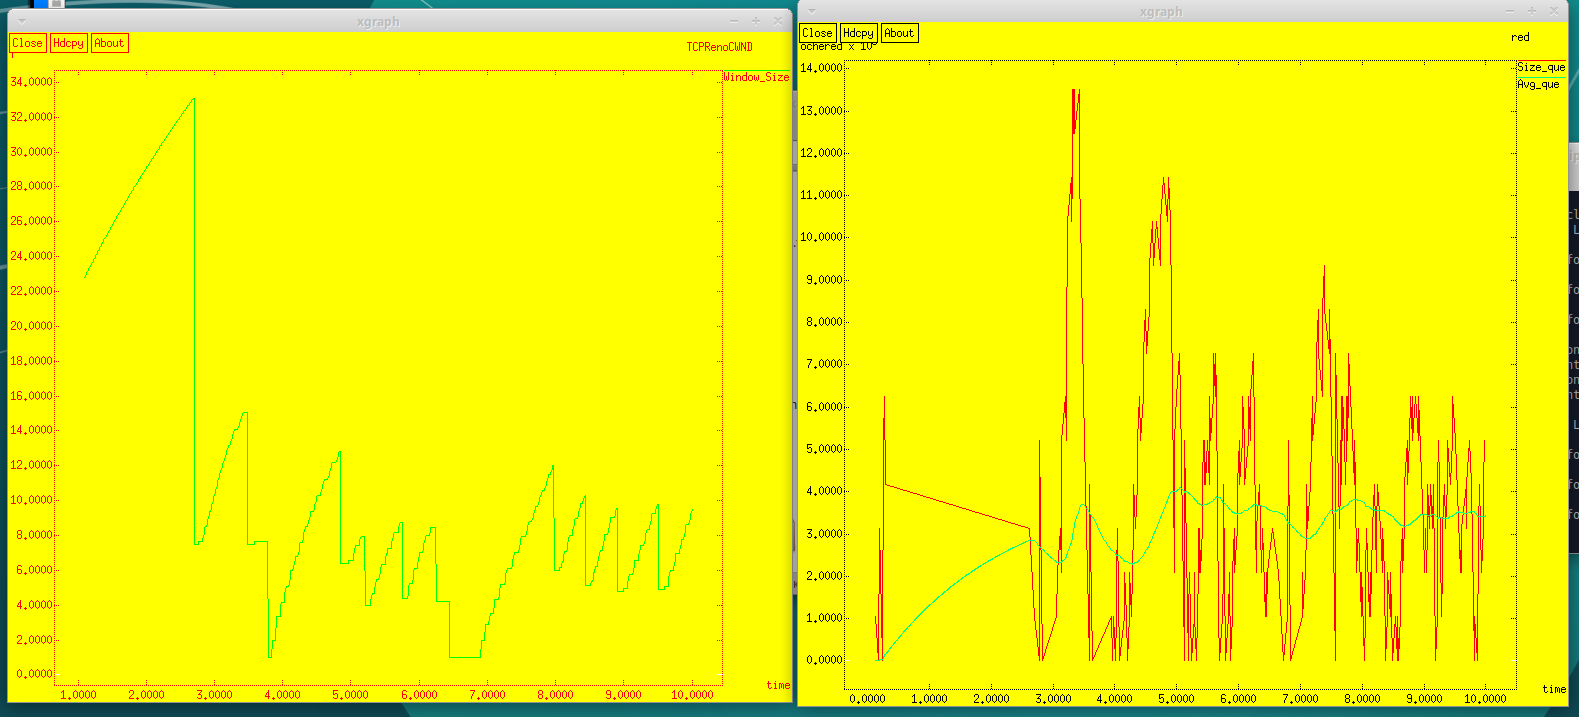 xgraph
Close Hdcpy About
TCPRenoCWND
Window_Size
34.0000
32.0000
30.0000
28.0000
26.0000
24.0000
22.0000
20.0000
18.0000
16.0000
14.0000
12.0000
10.0000
8.0000
6.0000
4.0000
2.0000
0.0000
1.0000 2.0000 3.0000 4.0000 5.0000 6.0000 7.0000 8.0000 9.0000 10.0000
time
xgraph
Close Hdcpy About
red
ochered x 10
Size_que
Avg_que
14.0000
13.0000
12.0000
11.0000
10.0000
9.0000
8.0000
7.0000
6.0000
5.0000
4.0000
3.0000
2.0000
1.0000
0.0000
0.0000 1.0000 2.0000 3.0000 4.0000 5.0000 6.0000 7.0000 8.0000 9.0000 10.0000
time